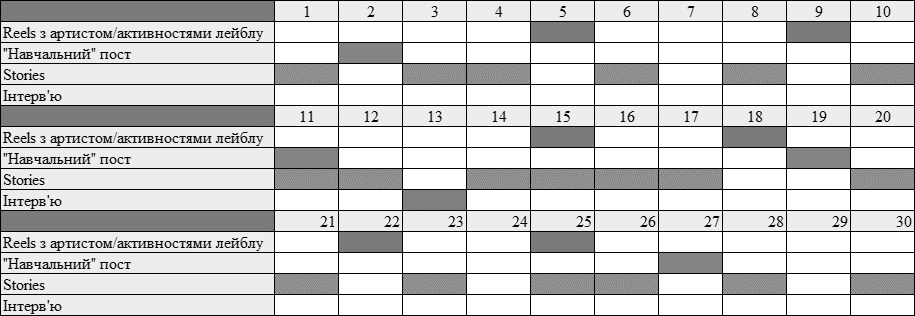 1 2 3 4 5 6 7 8 9 10
Reels з артистом/активностями лейблу
"Навчальний" пост
Stories
Інтерв'ю
11 12 13 14 15 16 17 18 19 20
Reels з артистом/активностями лейблу
"Навчальний" пост
Stories
Інтерв'ю
21 22 23 24 25 26 27 28 29 30
Reels з артистом/активностями лейблу
"Навчальний" пост
Stories
Інтерв'ю